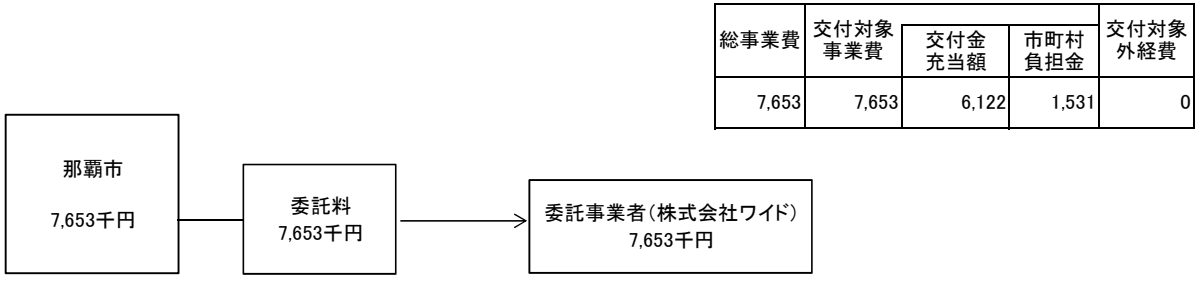 総事業費
交付対象
事業費
交付金
充当額
市町村
負担金
交付対象
外経費
7,653
7,653
6,122
1,531
0
那覇市
7,653千円
委託料
7,653千円
委託事業者(株式会社ワイド)
7,653千円